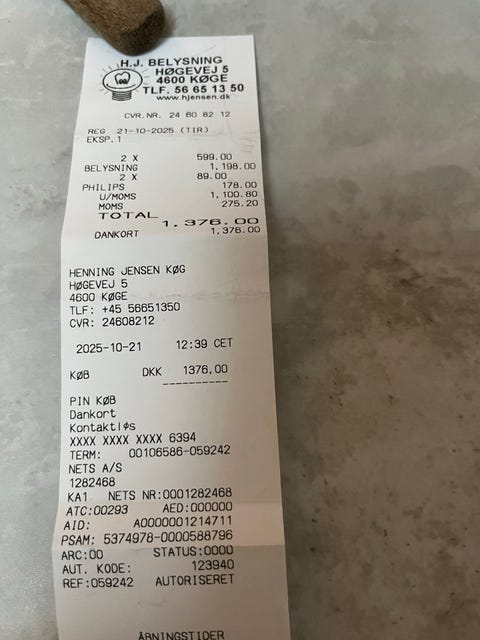 H.J. BELYSNING
HØGEVEJ 5
4600 KØGE
TLF. 56 65 13 50
www.hjensen.dk
CVR.NR. 24 60 82 12
REG 21-10-2025 (TIR)
EKSP.1
2 X 599.00
BELYSNING 1,198.00
2 X 89.00
PHILIPS 178.00
U/MOMS 1,100.80
MOMS 275.20
TOTAL 1,376.00
DANKORT 1,376.00
HENNING JENSEN KØG
HØGEVEJ 5
4600 KØGE
TLF: +45 56651350
CVR: 24608212
2025-10-21 12:39 CET
KØB DKK 1376,00
----------
PIN KØB
Dankort
Kontaktløs
XXXX XXXX XXXX 6394
TERM: 00106586-059242
NETS A/S
1282468
KA1 NETS NR:0001282468
ATC:00293 AED:000000
AID: A0000001214711
PSAM: 5374978-0000588796
ARC:00 STATUS:0000
AUT. KODE: 123940
REF:059242 AUTORISERET
ÅBNINGSTIDER